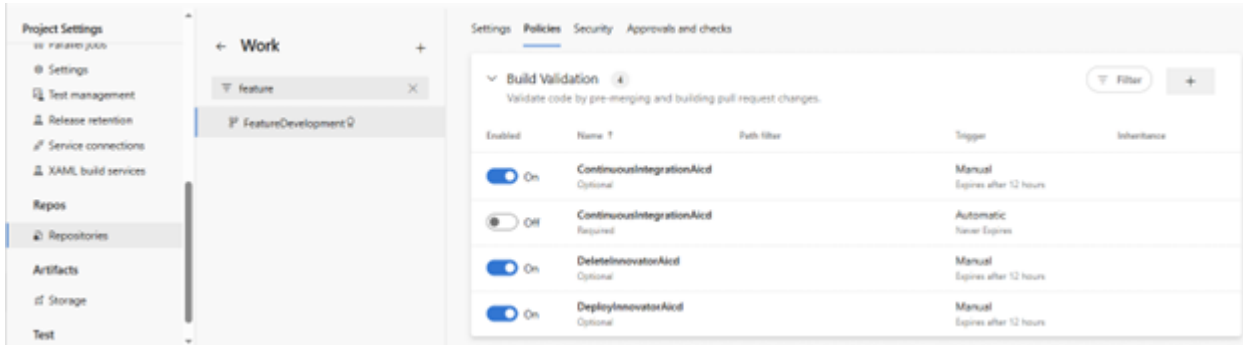 Project Settings
Parallel jobs
Settings
Test management
Release retention
Service connections
XAML build services
Repos
Repositories
Artifacts
Storage
Test
← Work +
feature ×
FeatureDevelopment
Settings Policies Security Approvals and checks
Build Validation 4
Filter +
Validate code by pre-merging and building pull request changes.
Enabled Name ↑ Path filter Trigger Inheritance
On ContinuousIntegrationAicd Manual
Optional Expires after 12 hours
Off ContinuousIntegrationAicd Automatic
Required Never Expires
On DeleteInnovatorAicd Manual
Optional Expires after 12 hours
On DeployInnovatorAicd Manual
Optional Expires after 12 hours